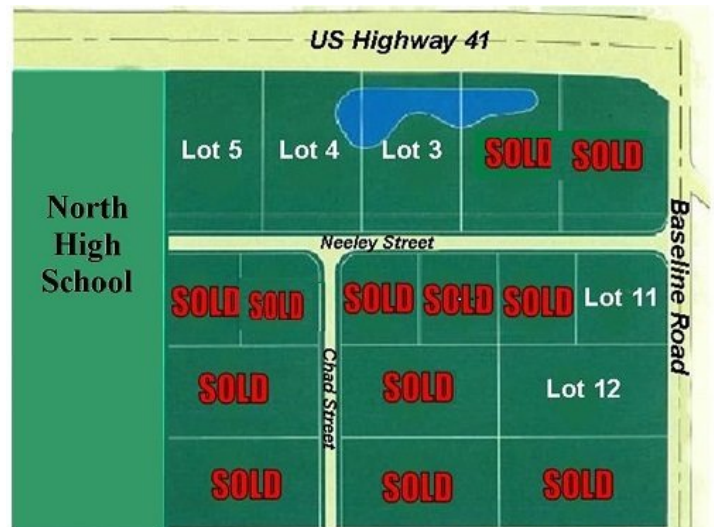 US Highway 41
Lot 5
Lot 4
Lot 3
SOLD
SOLD
North
High
School
Neeley Street
Baseline Road
SOLD
SOLD
SOLD
SOLD
SOLD
Lot 11
Chad Street
SOLD
SOLD
Lot 12
SOLD
SOLD
SOLD